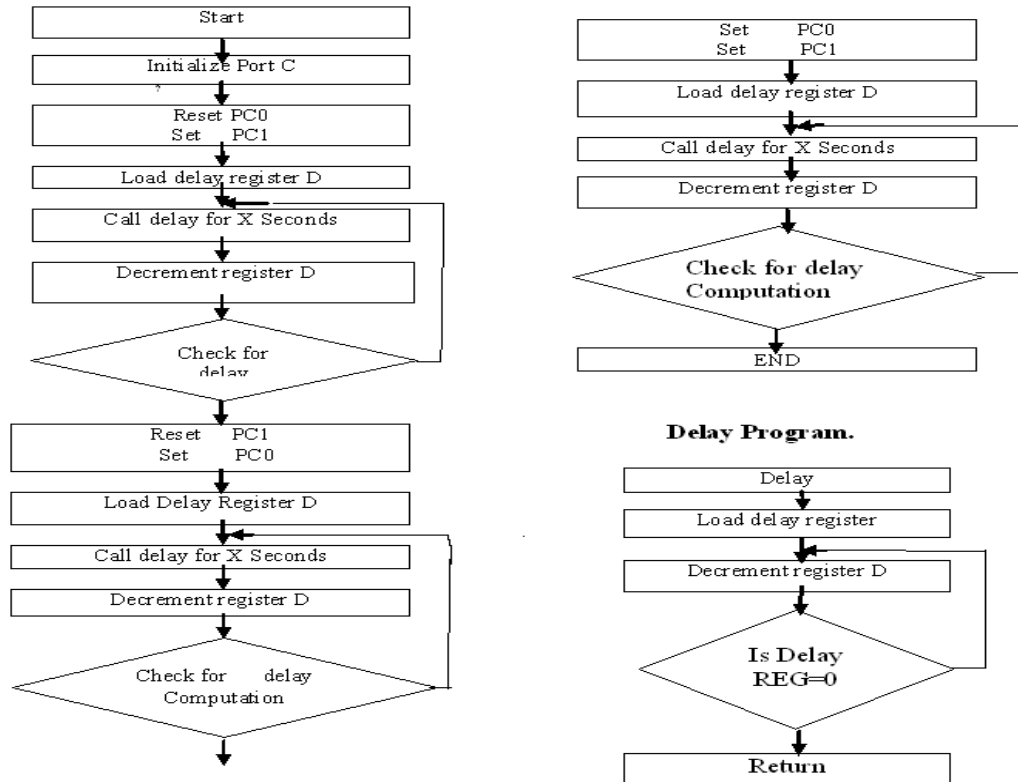 Start
Initialize Port C
?
Reset PC0
Set PC1
Load delay register D
Call delay for X Seconds
Decrement register D
Check for
delay
Reset PC1
Set PC0
Load Delay Register D
Call delay for X Seconds
Decrement register D
Check for delay
Computation
Set PC0
Set PC1
Load delay register D
Call delay for X Seconds
Decrement register D
Check for delay
Computation
END
Delay Program.
Delay
Load delay register
Decrement register D
Is Delay
REG=0
Return